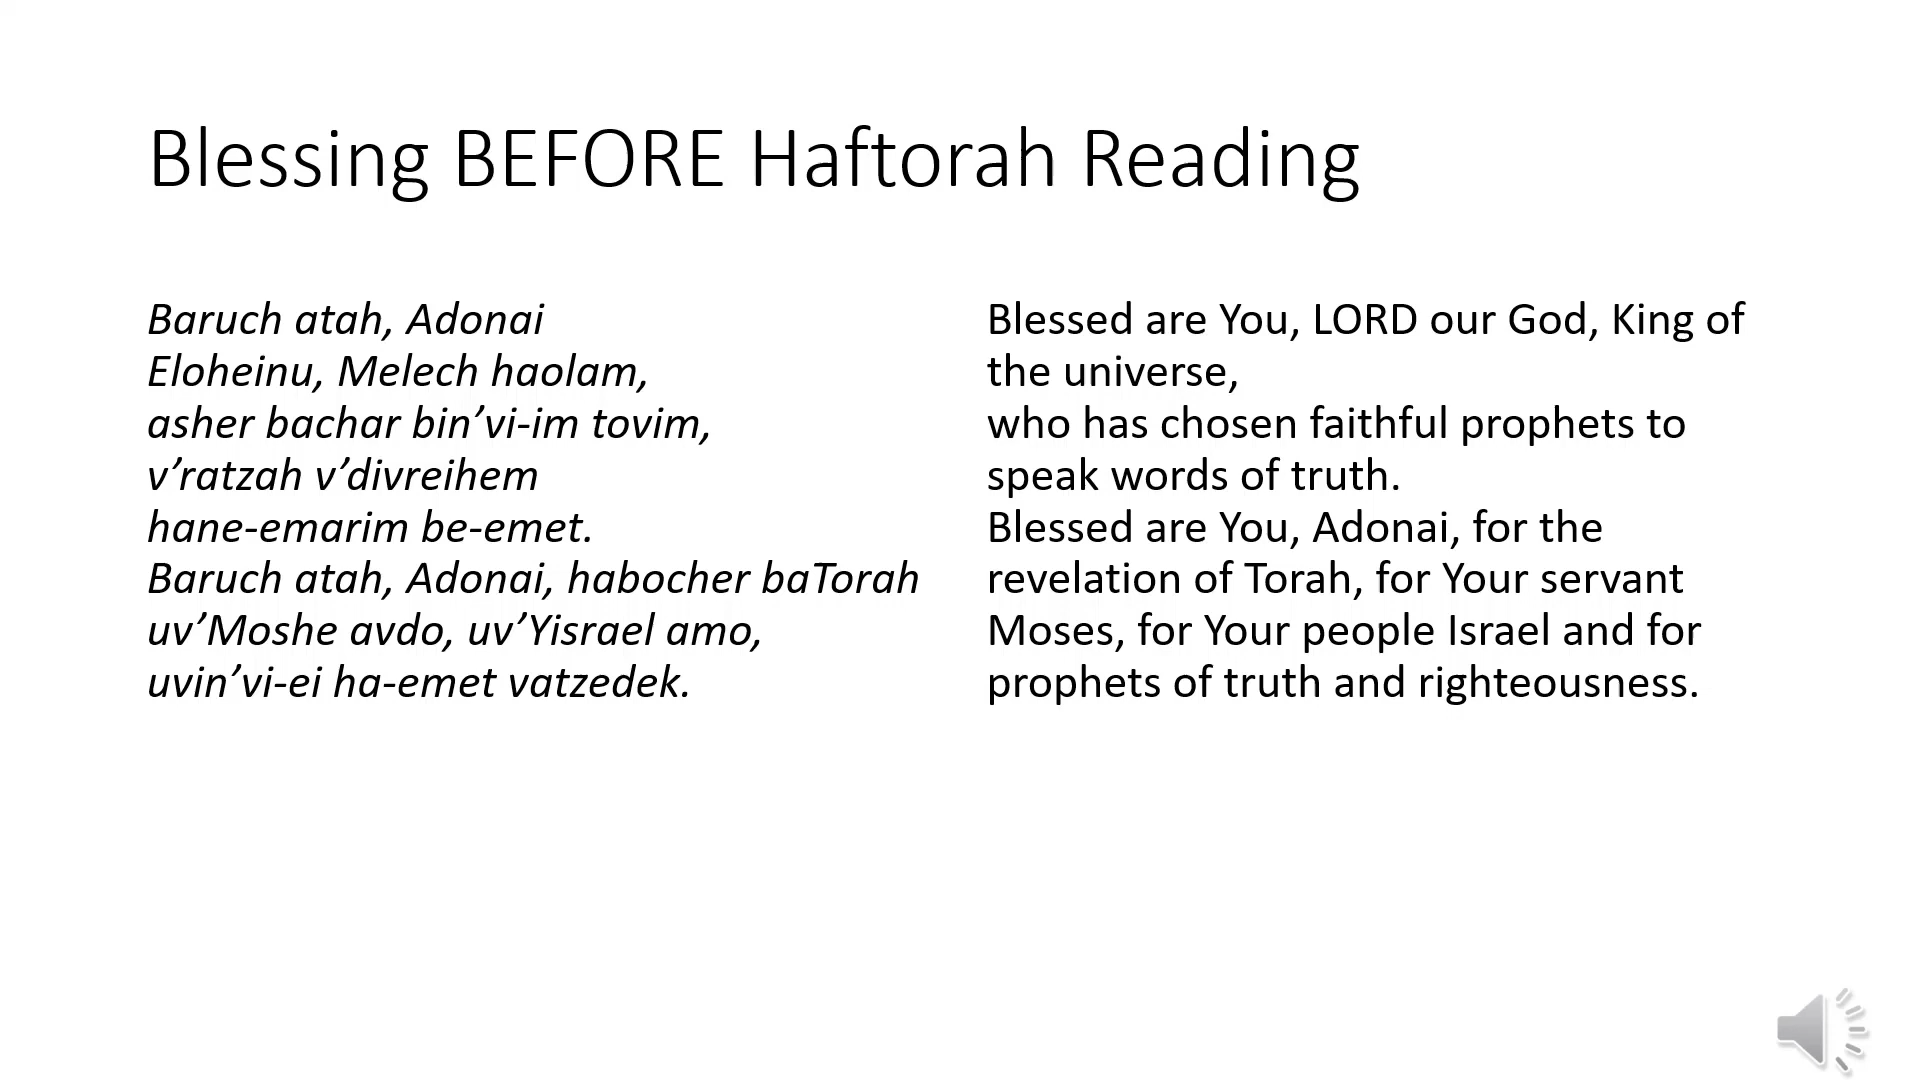 Blessing BEFORE Haftorah Reading
Baruch atah, Adonai
Eloheinu, Melech haolam,
asher bachar bin’vi-im tovim,
v’ratzah v’divreihem
hane-emarim be-emet.
Baruch atah, Adonai, habocher baTorah
uv’Moshe avdo, uv’Yisrael amo,
uvin’vi-ei ha-emet vatzedek.
Blessed are You, LORD our God, King of
the universe,
who has chosen faithful prophets to
speak words of truth.
Blessed are You, Adonai, for the
revelation of Torah, for Your servant
Moses, for Your people Israel and for
prophets of truth and righteousness.